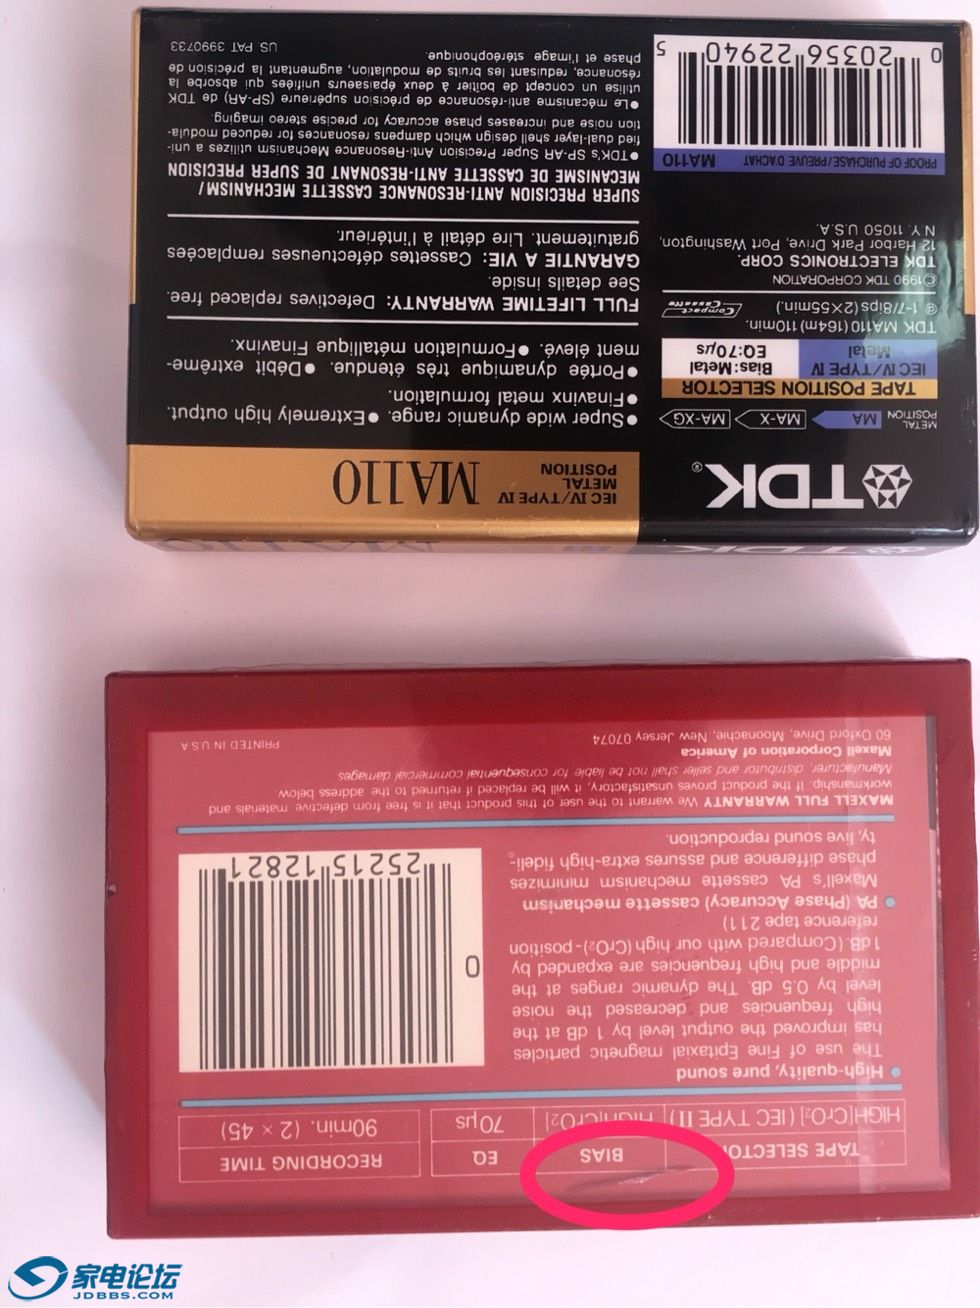 TDK®
IEC IV/TYPE IV
METAL
POSITION
MA110
METAL
POSITION
MA
MA-X
MA-XG
TAPE POSITION SELECTOR
IEC IV/TYPE IV
Metal
Bias:Metal
EQ:70µs
TDK MA110 (164m) 110min.
@ 1-7/8ips (2×55min.)
Compact
Cassette
©1990 TDK CORPORATION
TDK ELECTRONICS CORP.
12 Harbor Park Drive, Port Washington,
N.Y. 11050 U.S.A.
PROOF OF PURCHASE/PREUVE D'ACHAT
MA110
0 20356 22940 5
●Super wide dynamic range. ●Extremely high output.
●Finavinx metal formulation.
●Portée dynamique très étendue. ●Débit extrême-
ment élevé. ●Formulation métallique Finavinx.
FULL LIFETIME WARRANTY: Defectives replaced free.
See details inside.
GARANTIE A VIE: Cassettes défectueuses remplacées
gratuitement. Lire détail à l'intérieur.
SUPER PRECISION ANTI-RESONANCE CASSETTE MECHANISM/
MECANISME DE CASSETTE ANTI-RESONANT DE SUPER PRECISION
●TDK's SP-AR Super Precision Anti-Resonance Mechanism utilizes a uni-
fied dual-layer shell design which dampens resonances for reduced modula-
tion noise and increases phase accuracy for precise stereo imaging.
●Le mécanisme anti-résonance de précision supérieure (SP-AR) de TDK
utilise un concept de boîtier à deux épaisseurs unifiées qui absorbe la
résonance, réduisant les bruits de modulation, augmentant la précision de
phase et l'image stéréophonique.
US PAT 3990733
TDK
MA110
TAPE SELECTOR
BIAS
EQ
RECORDING TIME
HIGH[CrO2] (IEC TYPE II)
HIGH[CrO2]
70µs
90min. (2 × 45)
●High-quality, pure sound
The use of Fine Epitaxial magnetic particles
has improved the output level by 1 dB at the
high frequencies and decreased the noise
level by 0.5 dB. The dynamic ranges at the
middle and high frequencies are expanded by
1dB. (Compared with our high (CrO2)-position
reference tape 211)
●PA (Phase Accuracy) cassette mechanism
Maxell's PA cassette mechanism minimizes
phase difference and assures extra-high fideli-
ty, live sound reproduction.
0 25215 12821
MAXELL FULL WARRANTY We warrant to the user of this product that it is free from defective materials and
workmanship. If the product proves unsatisfactory, it will be replaced if returned to the address below.
Manufacturer, distributor and seller shall not be liable for consequential commercial damages
Maxell Corporation of America
60 Oxford Drive, Moonachie, New Jersey 07074
PRINTED IN U S A
家电论坛
JDBBS.COM